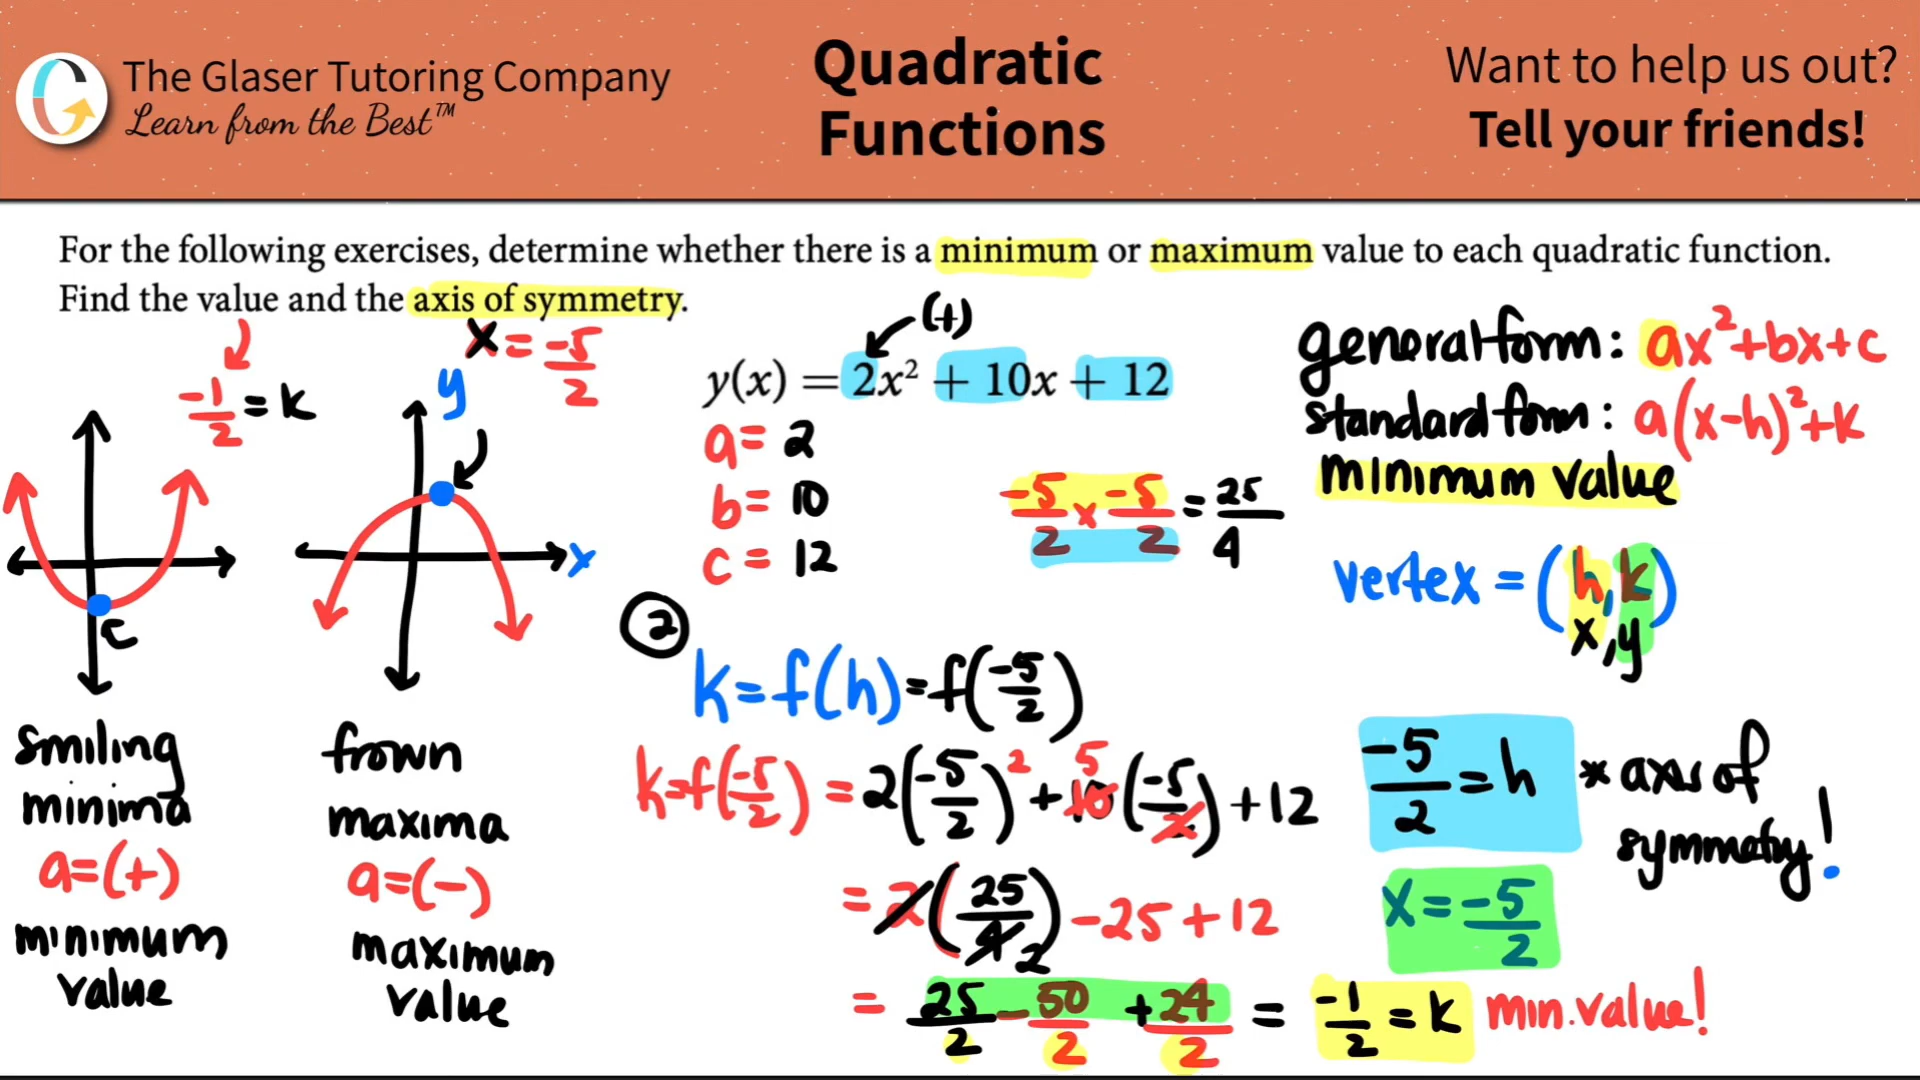 The Glaser Tutoring Company
Learn from the Best™
Quadratic
Functions
Want to help us out?
Tell your friends!
For the following exercises, determine whether there is a minimum or maximum value to each quadratic function.
Find the value and the axis of symmetry.
-1/2 = k
x = -5/2
y
x
(+)
y(x) = 2x² + 10x + 12
a = 2
b = 10
c = 12
-5/2 x -5/2 = 25/4
general form: ax²+bx+c
standard form: a(x-h)²+k
minimum value
vertex = (h,k)
x,y
smiling
minima
a=(+)
minimum
value
frown
maxima
a=(-)
maximum
value
2
k=f(h)=f(-5/2)
k=f(-5/2) = 2(-5/2)² + 10 5 (-5/2) + 12
= 2(25/4 2) -25+12
= 25/2 - 50/2 + 24/2 = -1/2 = k min.value!
-5/2 = h * axis of
symmetry!
x = -5/2